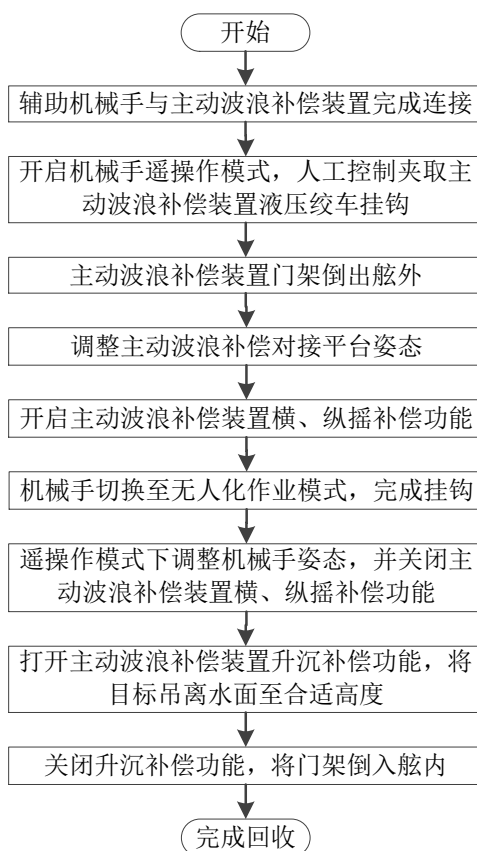 开始
辅助机械手与主动波浪补偿装置完成连接
开启机械手遥操作模式，人工控制夹取主
动波浪补偿装置液压绞车挂钩
主动波浪补偿装置门架倒出舷外
调整主动波浪补偿对接平台姿态
开启主动波浪补偿装置横、纵摇补偿功能
机械手切换至无人化作业模式，完成挂钩
遥操作模式下调整机械手姿态，并关闭主
动波浪补偿装置横、纵摇补偿功能
打开主动波浪补偿装置升沉补偿功能，将
目标吊离水面至合适高度
关闭升沉补偿功能，将门架倒入舷内
完成回收